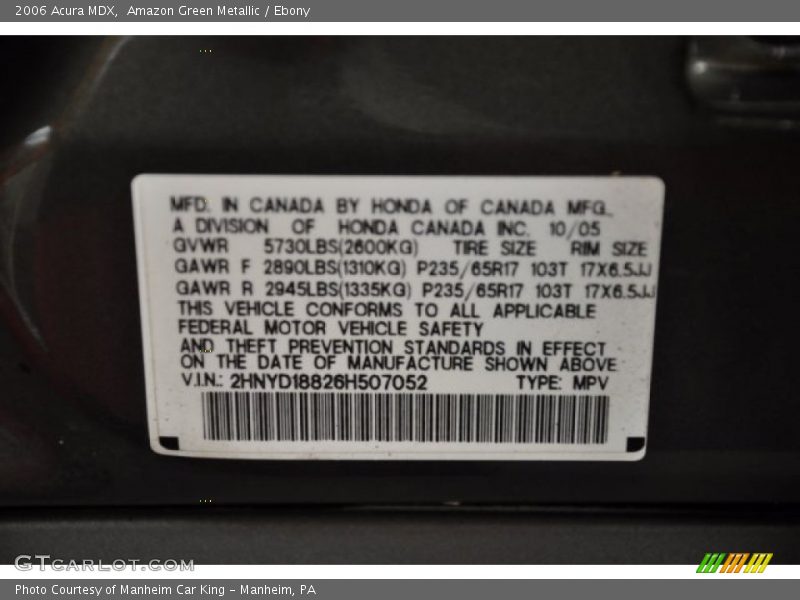 2006 Acura MDX, Amazon Green Metallic / Ebony
MFD. IN CANADA BY HONDA OF CANADA MFG.,
A DIVISION OF HONDA CANADA INC. 10/05
GVWR 5730LBS(2600KG) TIRE SIZE RIM SIZE
GAWR F 2890LBS(1310KG) P235/65R17 103T 17X6.5JJ
GAWR R 2945LBS(1335KG) P235/65R17 103T 17X6.5JJ
THIS VEHICLE CONFORMS TO ALL APPLICABLE
FEDERAL MOTOR VEHICLE SAFETY
AND THEFT PREVENTION STANDARDS IN EFFECT
ON THE DATE OF MANUFACTURE SHOWN ABOVE
V.I.N.: 2HNYD18826H507052 TYPE: MPV
GTCARLOT.COM
Photo Courtesy of Manheim Car King - Manheim, PA